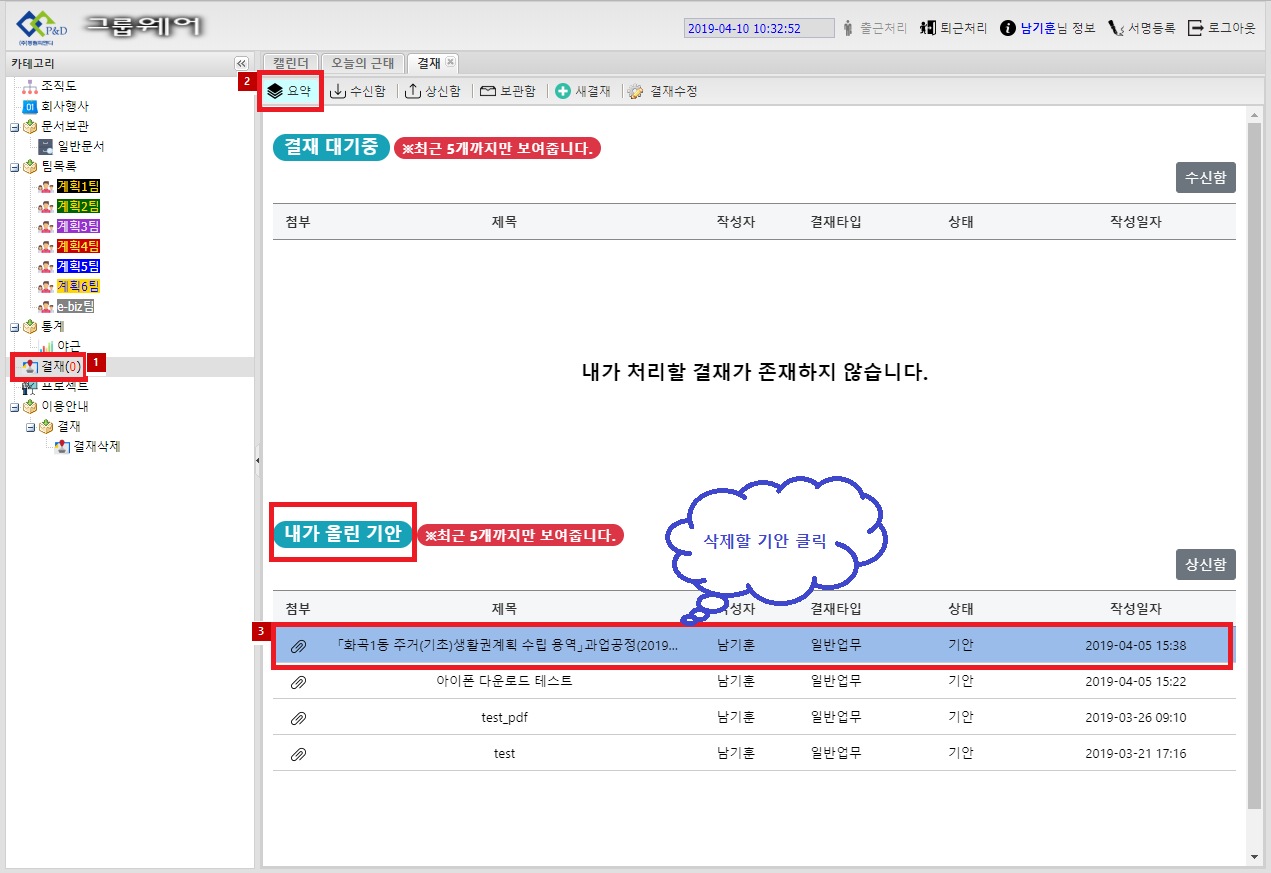 P&D 그룹웨어
(주)동림피앤디
2019-04-10 10:32:52 출근처리 퇴근처리 남기훈님 정보 서명등록 로그아웃
카테고리
조직도
01 회사행사
문서보관
일반문서
팀목록
계획1팀
계획2팀
계획3팀
계획4팀
계획5팀
계획6팀
e-biz팀
통계
야근
결재(0) 1
프로젝트
이용안내
결재
결재삭제
캘린더 오늘의 근태 결재
2 요약 수신함 상신함 보관함 새결재 결재수정
결재 대기중 ※최근 5개까지만 보여줍니다.
수신함
첨부 제목 작성자 결재타입 상태 작성일자
내가 처리할 결재가 존재하지 않습니다.
내가 올린 기안 ※최근 5개까지만 보여줍니다.
삭제할 기안 클릭
상신함
첨부 제목 작성자 결재타입 상태 작성일자
3 「화곡1동 주거(기초)생활권계획 수립 용역」과업공정(2019... 남기훈 일반업무 기안 2019-04-05 15:38
아이폰 다운로드 테스트 남기훈 일반업무 기안 2019-04-05 15:22
test_pdf 남기훈 일반업무 기안 2019-03-26 09:10
test 남기훈 일반업무 기안 2019-03-21 17:16